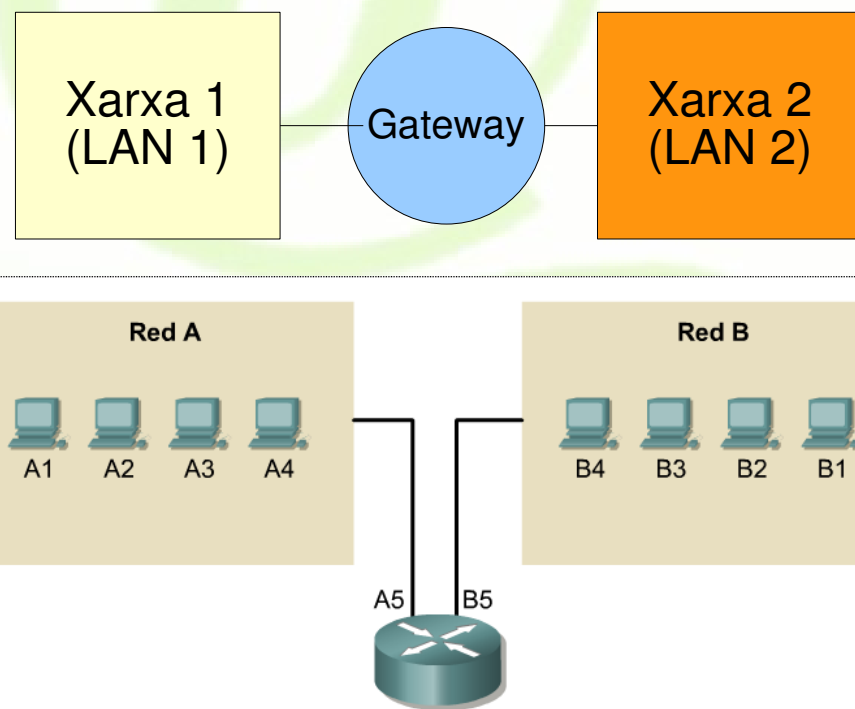 Xarxa 1
(LAN 1)
Gateway
Xarxa 2
(LAN 2)
Red A
Red B
A1 A2 A3 A4
B4 B3 B2 B1
A5 B5